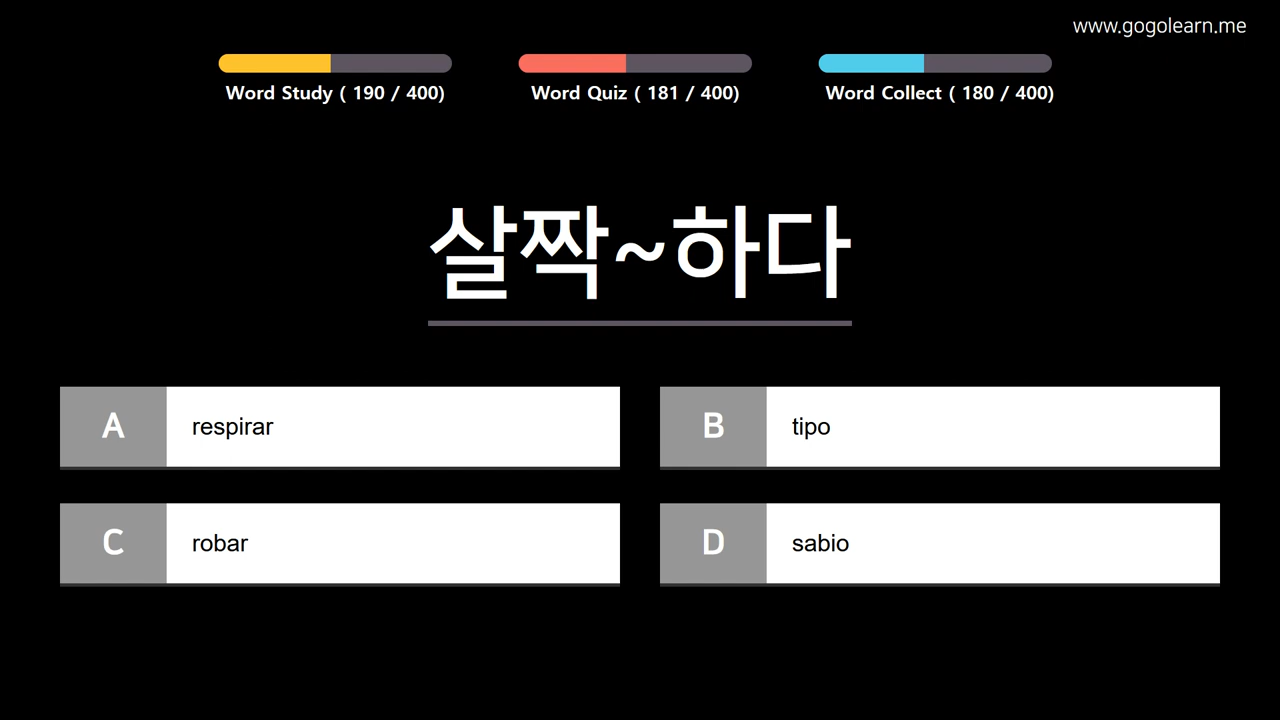 www.gogolearn.me
Word Study ( 190 / 400)
Word Quiz ( 181 / 400)
Word Collect ( 180 / 400)
살짝~하다
A respirar
B tipo
C robar
D sabio